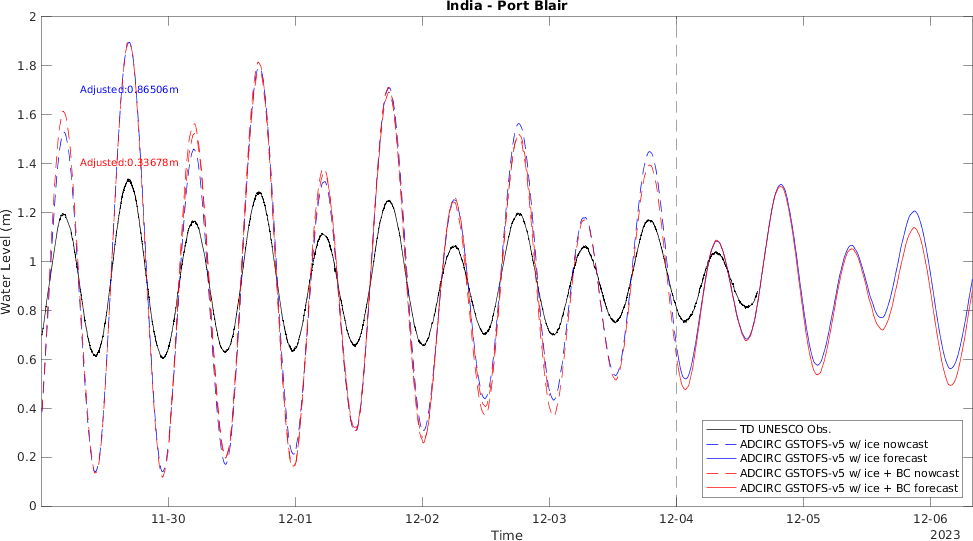 India - Port Blair
2
1.8
Adjusted:0.86506m
1.6
Adjusted:0.33678m
1.4
1.2
1
0.8
0.6
0.4
0.2
0
Water Level (m)
TD UNESCO Obs.
ADCIRC GSTOFS-v5 w/ ice nowcast
ADCIRC GSTOFS-v5 w/ ice forecast
ADCIRC GSTOFS-v5 w/ ice + BC nowcast
ADCIRC GSTOFS-v5 w/ ice + BC forecast
11-30 12-01 12-02 12-03 12-04 12-05 12-06
Time
2023